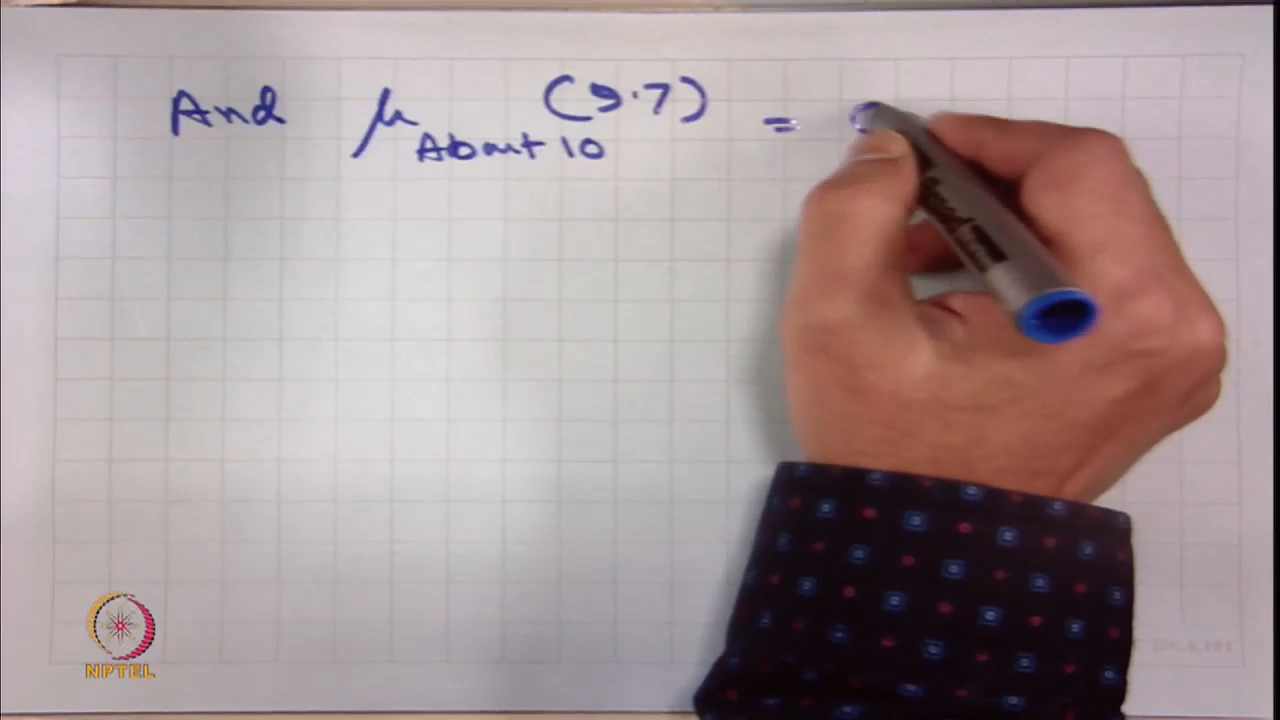 And μ About 10 (9.7) =
NPTEL